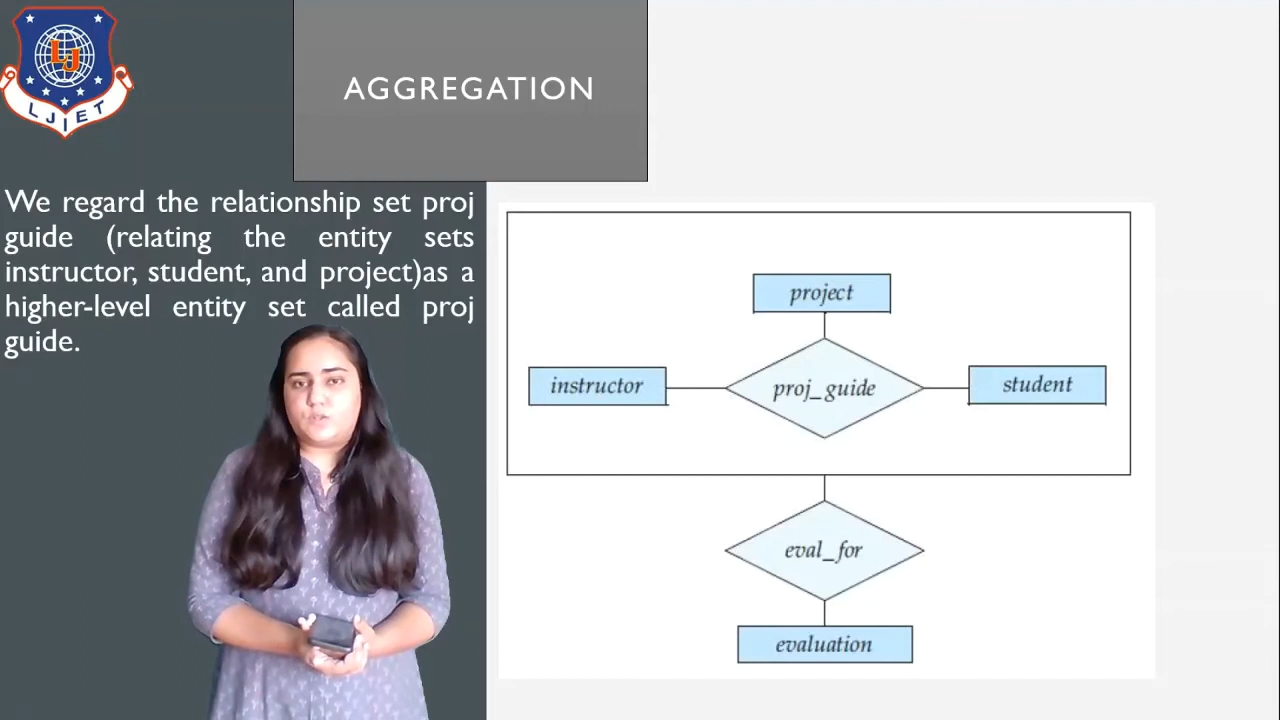 LJ
LJIET
AGGREGATION
We regard the relationship set proj
guide (relating the entity sets
instructor, student, and project)as a
higher-level entity set called proj
guide.
project
instructor
proj_guide
student
eval_for
evaluation